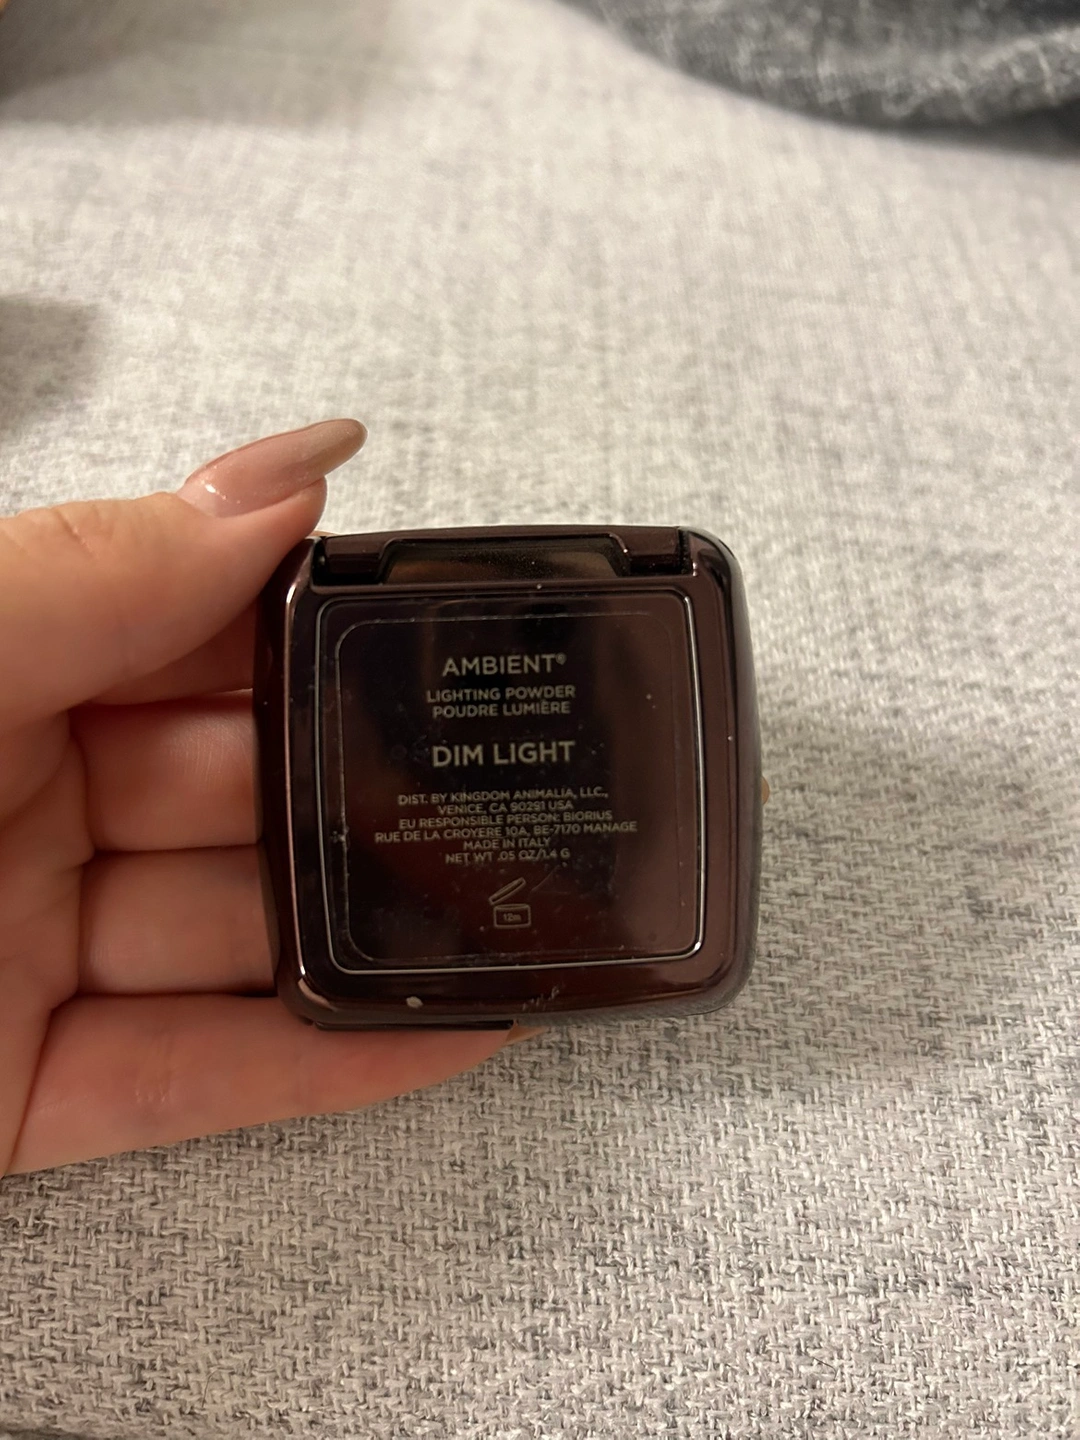 AMBIENT®
LIGHTING POWDER
POUDRE LUMIÈRE
DIM LIGHT
DIST. BY KINGDOM ANIMALIA, LLC.,
VENICE, CA 90291 USA
EU RESPONSIBLE PERSON: BIORIUS
RUE DE LA CROYERE 10A, BE-7170 MANAGE
MADE IN ITALY
NET WT .05 OZ/1.4 G
12m